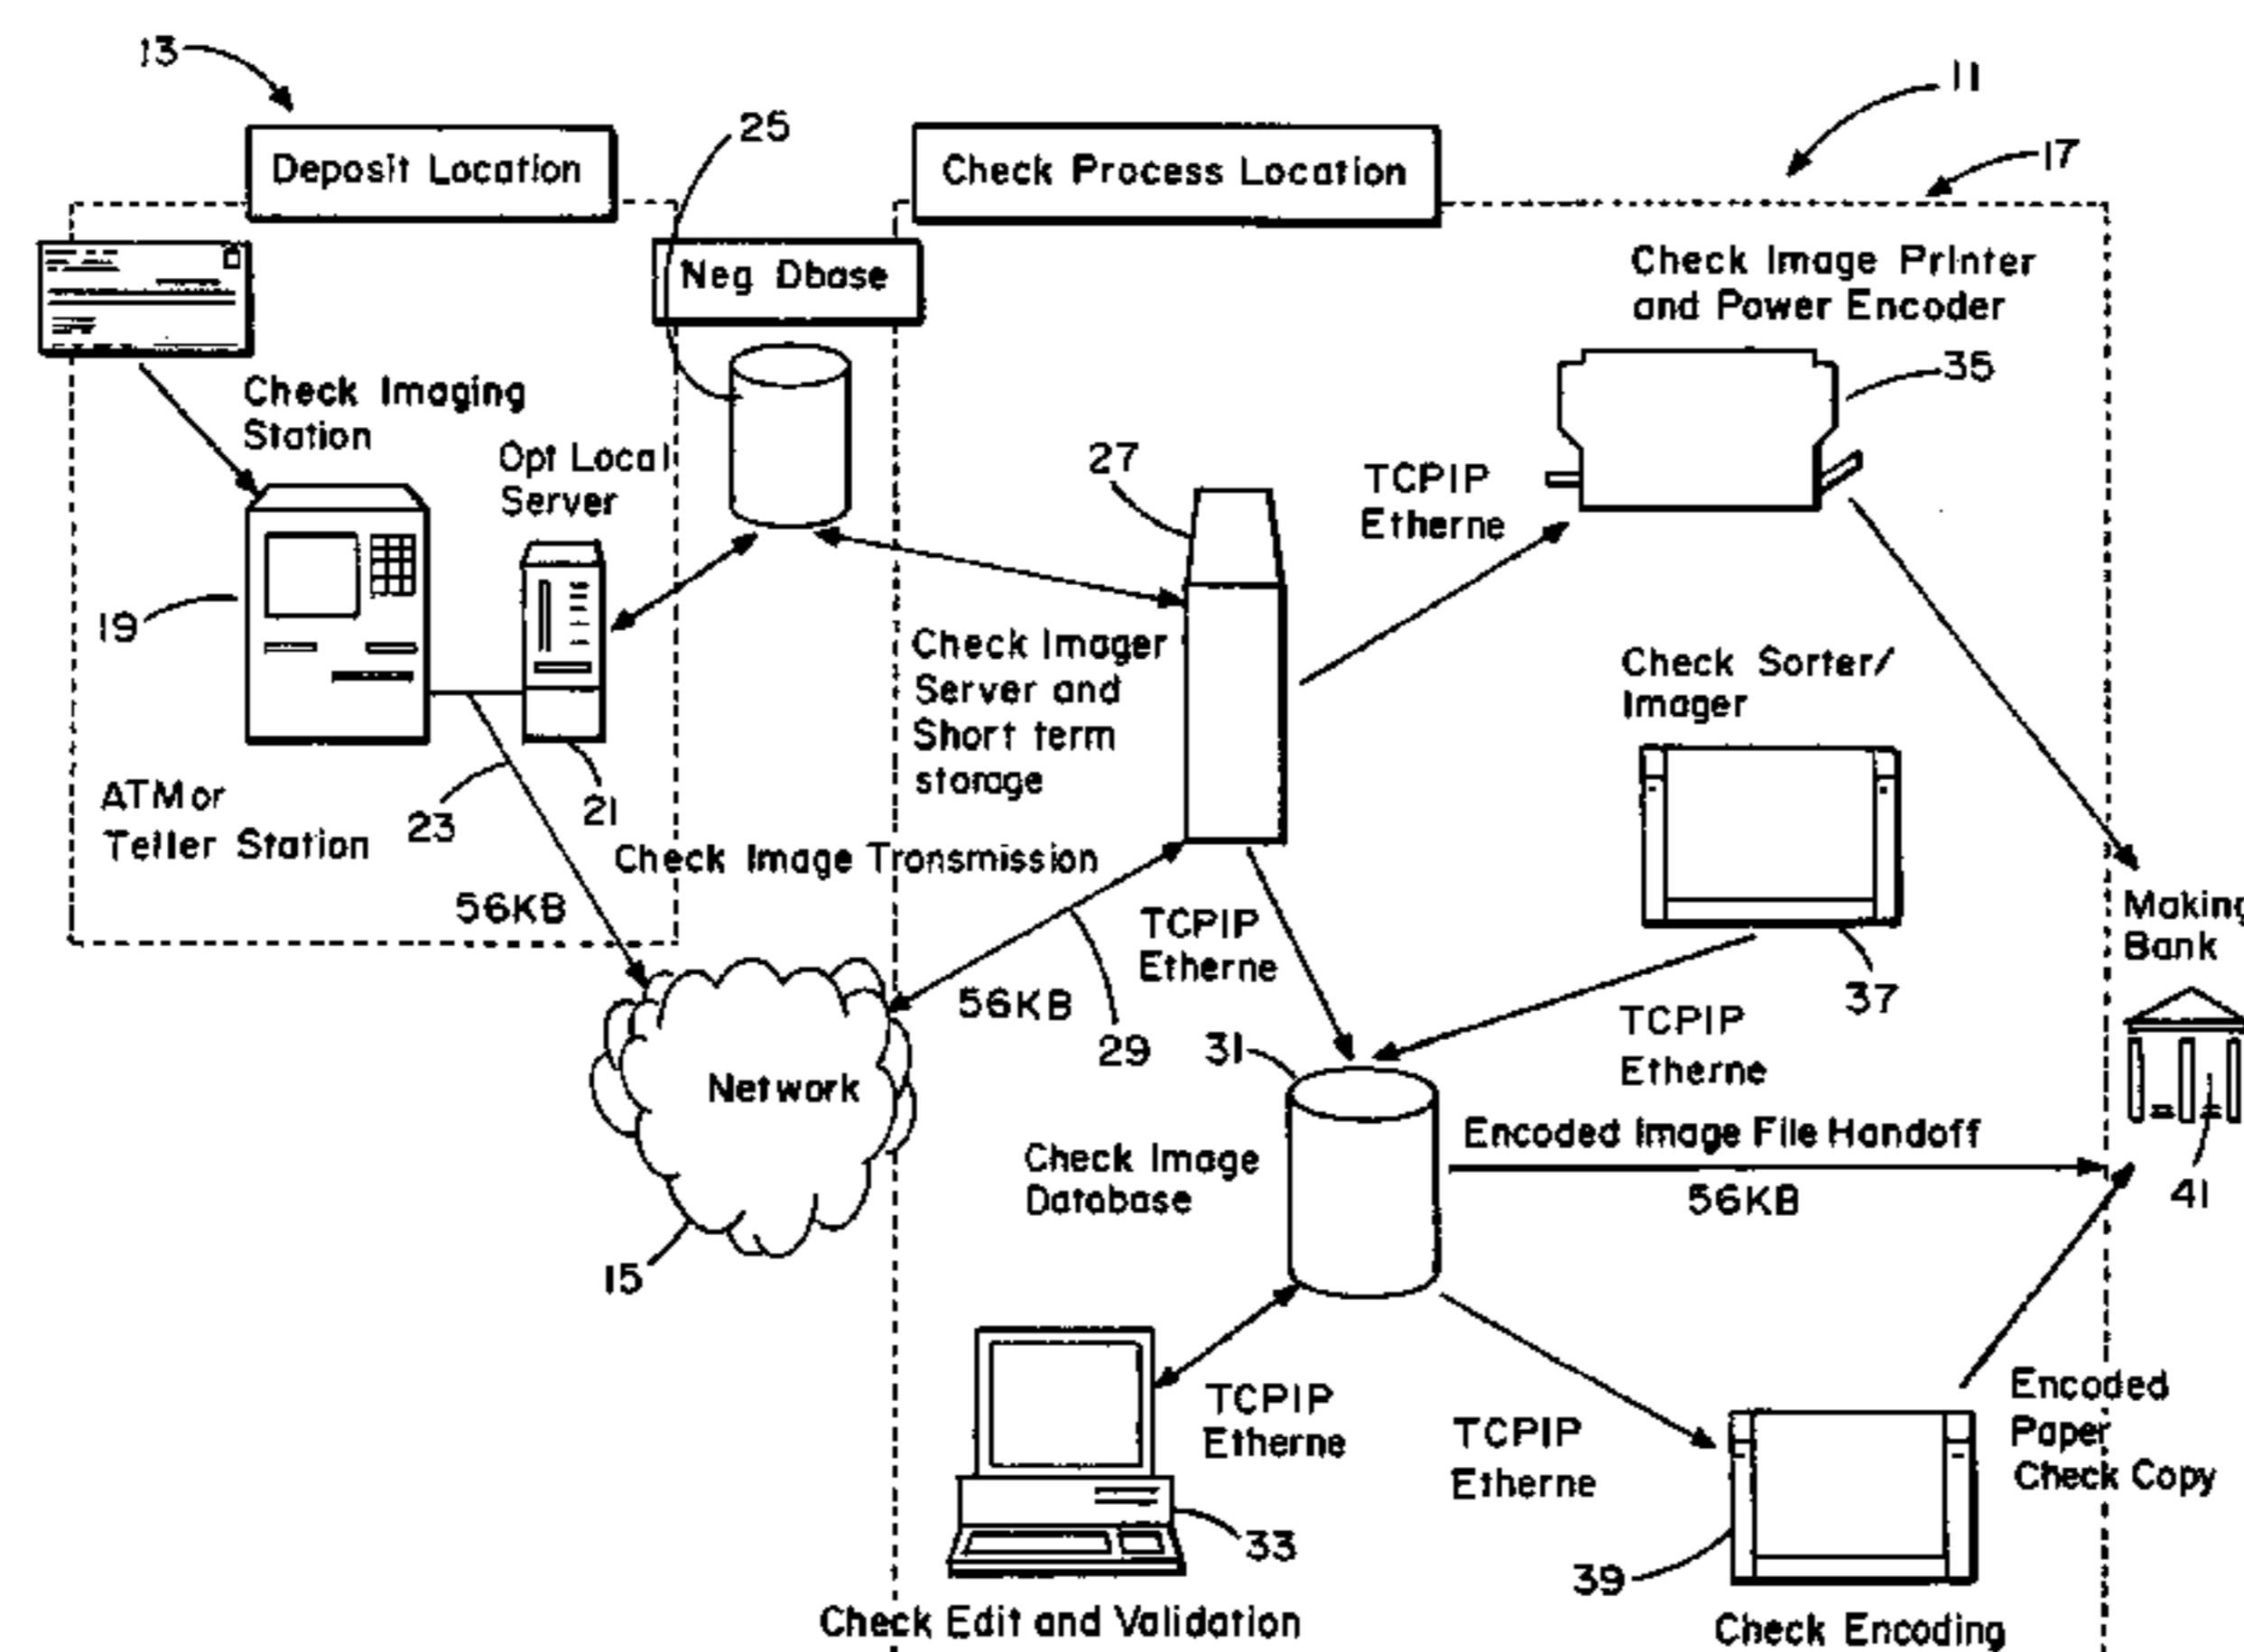 13
11
25
17
Deposit Location
Check Process Location
Neg Dbase
Check Image Printer
and Power Encoder
35
Check Imaging
Station
Opt Local
Server
27
TCPIP
Etherne
19
Check Imager
Server and
Short term
storage
Check Sorter/
Imager
ATM or
Teller Station
23
21
Check Image Transmission
56KB
TCPIP
Etherne
Making
Bank
56KB
29
37
31
TCPIP
Etherne
Network
Encoded Image File Handoff
Check Image
Database
56KB
41
15
TCPIP
Etherne
TCPIP
Etherne
Encoded
Paper
Check Copy
33
39
Check Edit and Validation
Check Encoding